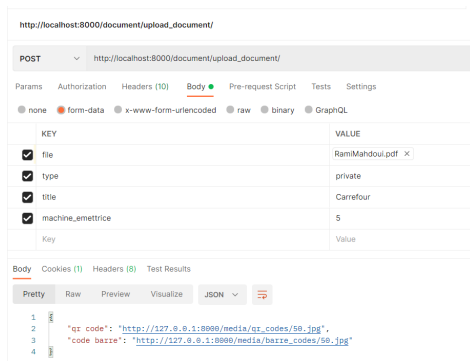 http://localhost:8000/document/upload_document/
POST http://localhost:8000/document/upload_document/
Params Authorization Headers (10) Body Pre-request Script Tests Settings
none form-data x-www-form-urlencoded raw binary GraphQL
KEY VALUE
file RamiMahdoui.pdf ×
type private
title Carrefour
machine_emettrice 5
Key Value
Body Cookies (1) Headers (8) Test Results
Pretty Raw Preview Visualize JSON
1 {
2 "qr code": "http://127.0.0.1:8000/media/qr_codes/50.jpg",
3 "code barre": "http://127.0.0.1:8000/media/barre_codes/50.jpg"
4 }